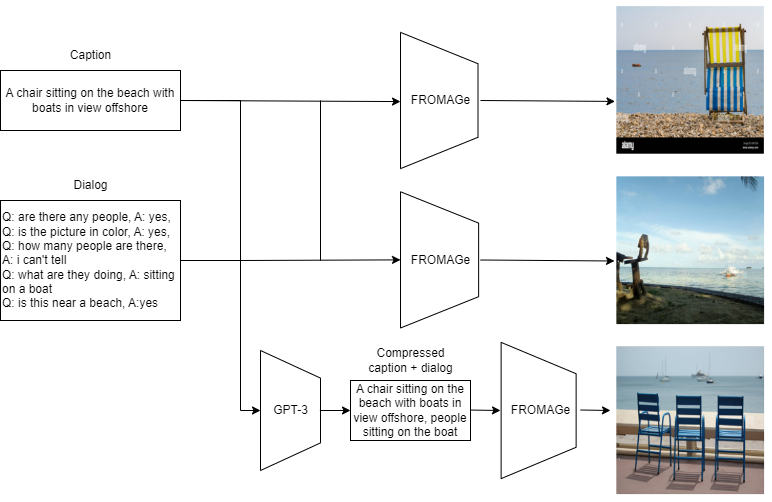 Caption
A chair sitting on the beach with
boats in view offshore
FROMAGe
alamy
alamy
Dialog
Q: are there any people, A: yes,
Q: is the picture in color, A: yes,
Q: how many people are there,
A: i can't tell
Q: what are they doing, A: sitting
on a boat
Q: is this near a beach, A:yes
FROMAGe
Compressed
caption + dialog
GPT-3
A chair sitting on the
beach with boats in
view offshore, people
sitting on the boat
FROMAGe